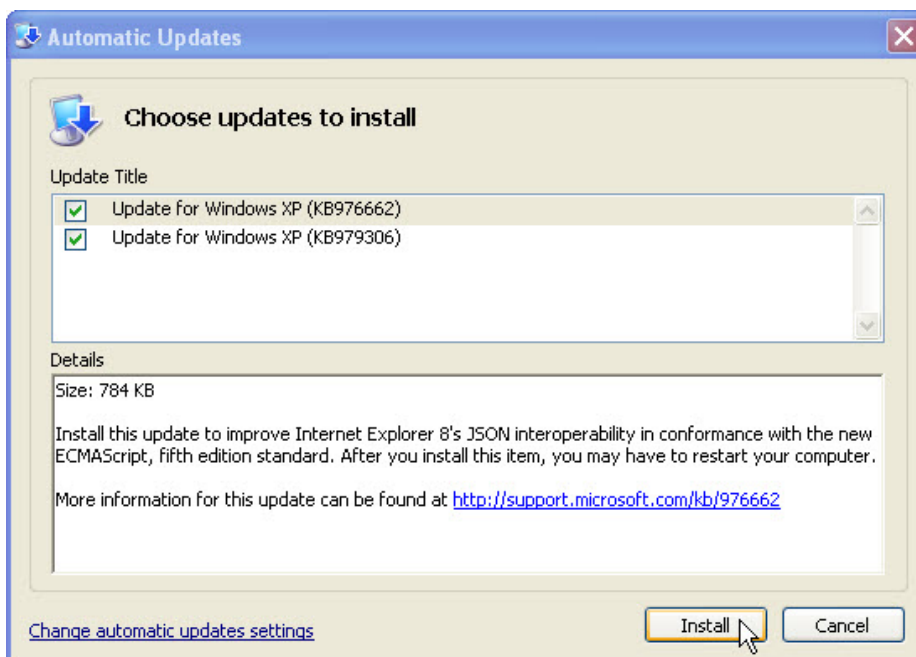 Automatic Updates
Choose updates to install
Update Title
Update for Windows XP (KB976662)
Update for Windows XP (KB979306)
Details
Size: 784 KB
Install this update to improve Internet Explorer 8's JSON interoperability in conformance with the new
ECMAScript, fifth edition standard. After you install this item, you may have to restart your computer.
More information for this update can be found at http://support.microsoft.com/kb/976662
Change automatic updates settings
Install
Cancel